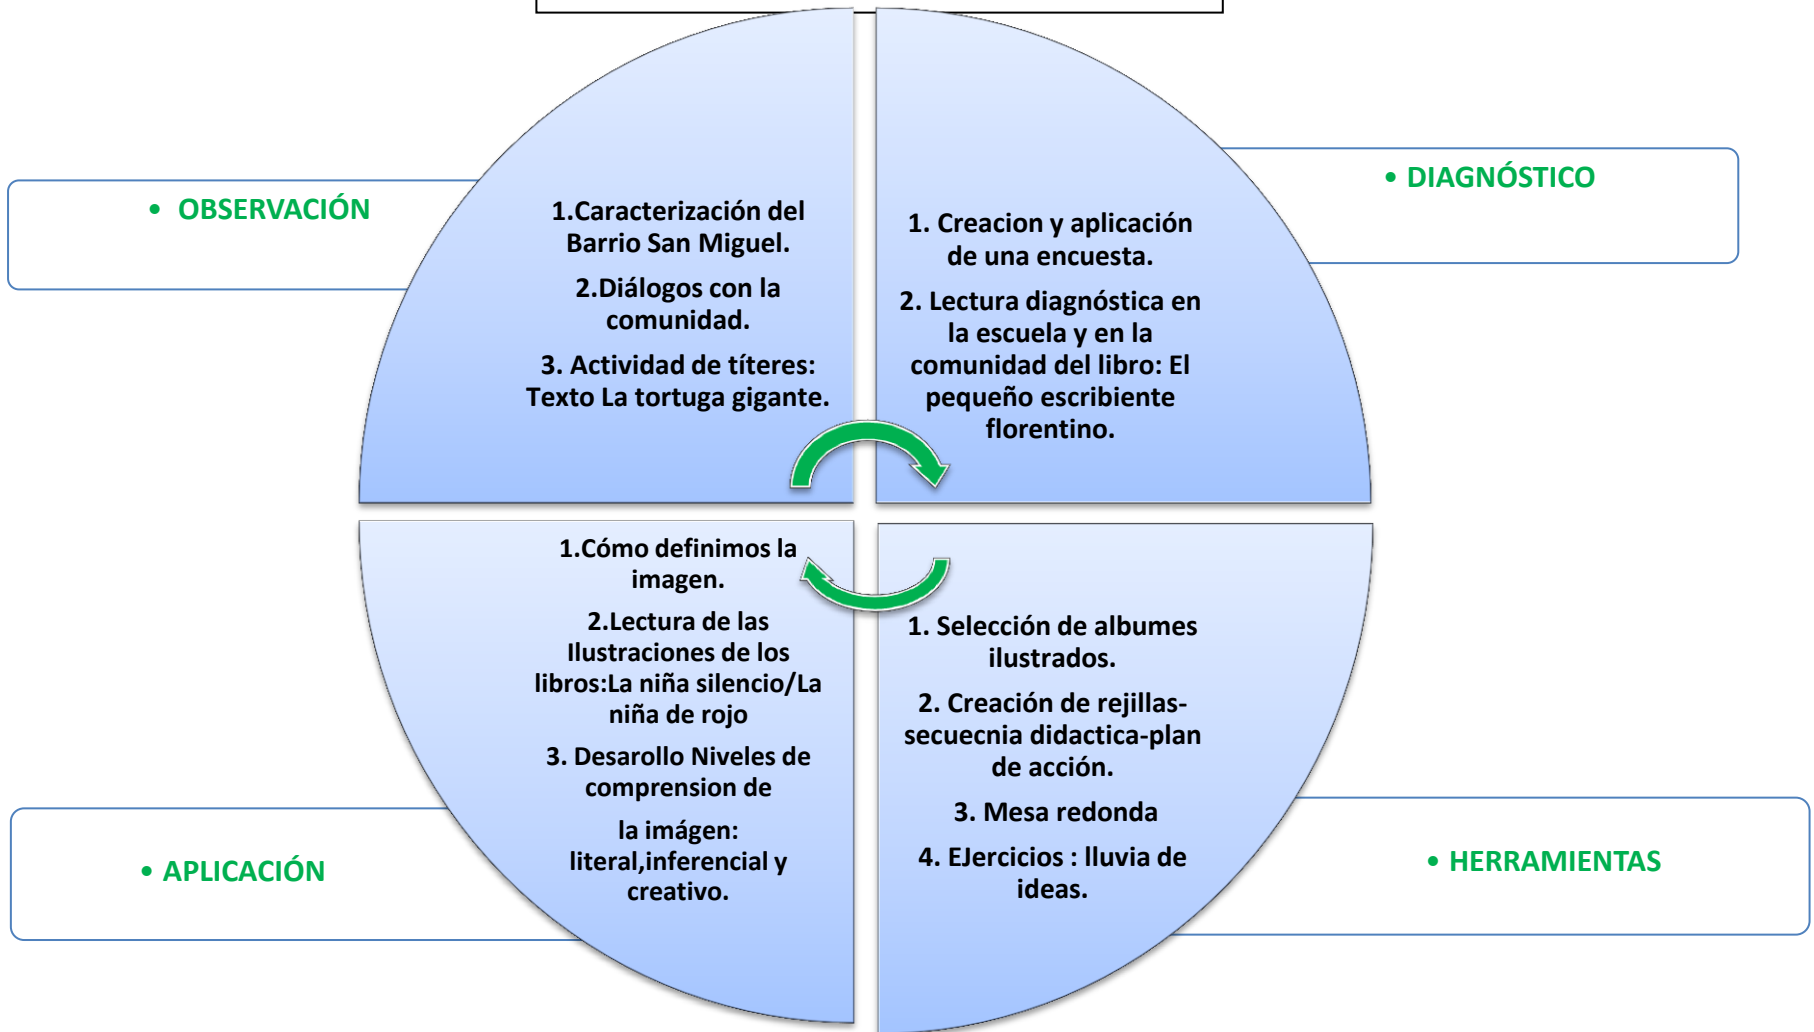 • OBSERVACIÓN
1.Caracterización del
Barrio San Miguel.
2.Diálogos con la
comunidad.
3. Actividad de títeres:
Texto La tortuga gigante.
• DIAGNÓSTICO
1. Creacion y aplicación
de una encuesta.
2. Lectura diagnóstica en
la escuela y en la
comunidad del libro: El
pequeño escribiente
florentino.
• APLICACIÓN
1.Cómo definimos la
imagen.
2.Lectura de las
Ilustraciones de los
libros:La niña silencio/La
niña de rojo
3. Desarollo Niveles de
comprension de
la imágen:
literal,inferencial y
creativo.
• HERRAMIENTAS
1. Selección de albumes
ilustrados.
2. Creación de rejillas-
secuecnia didactica-plan
de acción.
3. Mesa redonda
4. EJercicios : lluvia de
ideas.